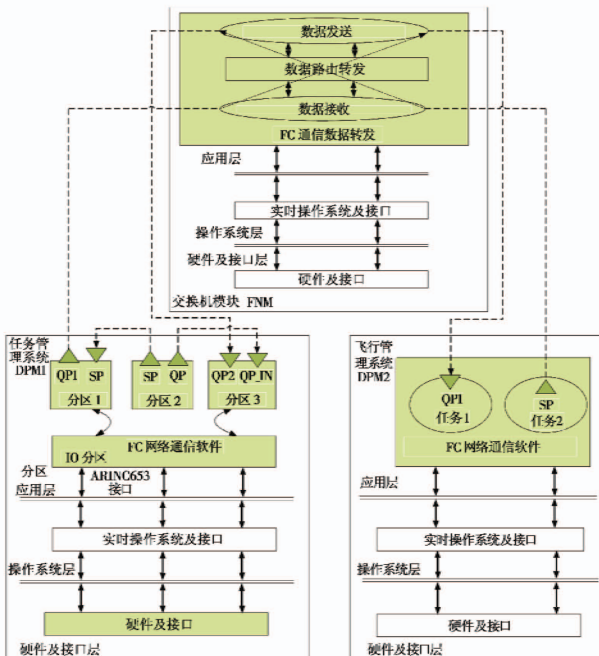 数据发送
数据路由转发
数据接收
FC 通信数据转发
应用层
实时操作系统及接口
操作系统层
硬件及接口层
硬件及接口
交换机模块 FNM
任务管
理系统
DPM1
QP1
SP
分区 1
SP
QP
分区 2
QP2
QP_IN
分区 3
FC 网络通信软件
IO 分区
分区
ARINC653
接口
应用层
实时操作系统及接口
操作系统层
硬件及接口
硬件及接口层
飞行管
理系统
DPM2
QP1
任务1
SP
任务2
FC 网络通信软件
应用层
实时操作系统及接口
操作系统层
硬件及接口
硬件及接口层